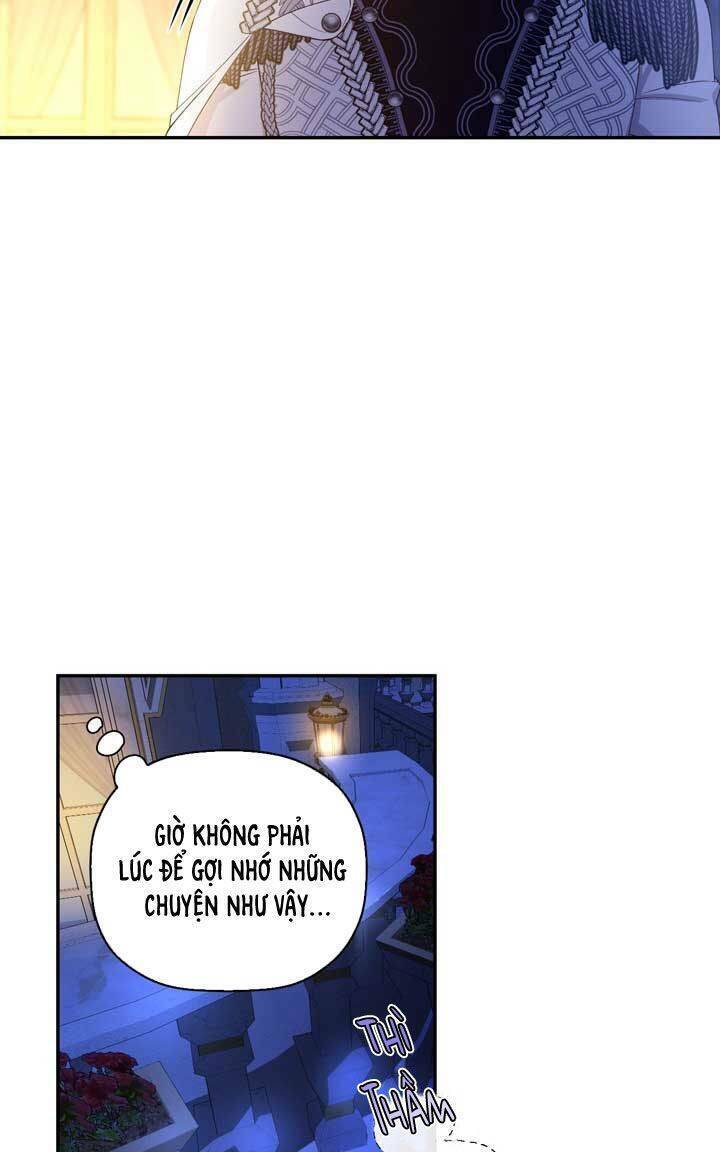 GIỜ KHÔNG PHẢI
LÚC ĐỂ GỢI NHỚ NHỮNG
CHUYỆN NHƯ VẬY...
THÌ
THẦM